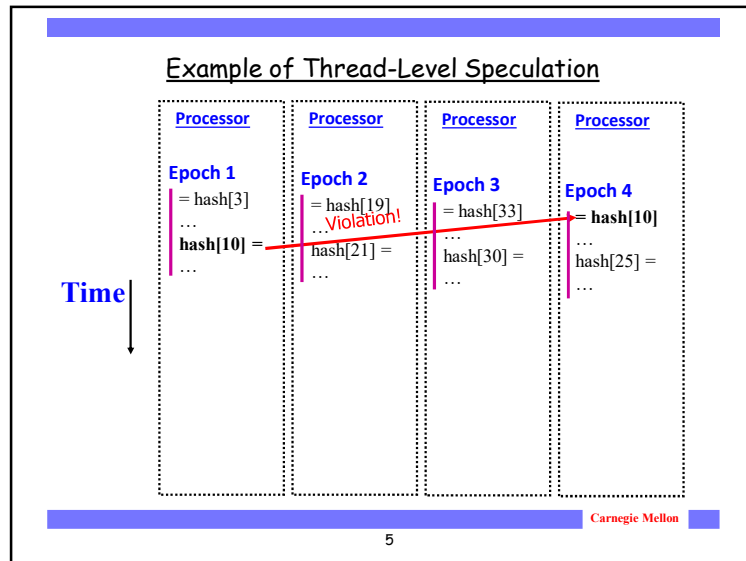 Example of Thread-Level Speculation
Processor
Epoch 1
= hash[3]
…
hash[10] =
…
Processor
Epoch 2
= hash[19]
…
Violation!
hash[21] =
…
Processor
Epoch 3
= hash[33]
…
hash[30] =
…
Processor
Epoch 4
= hash[10]
…
hash[25] =
…
Time
Carnegie Mellon
5